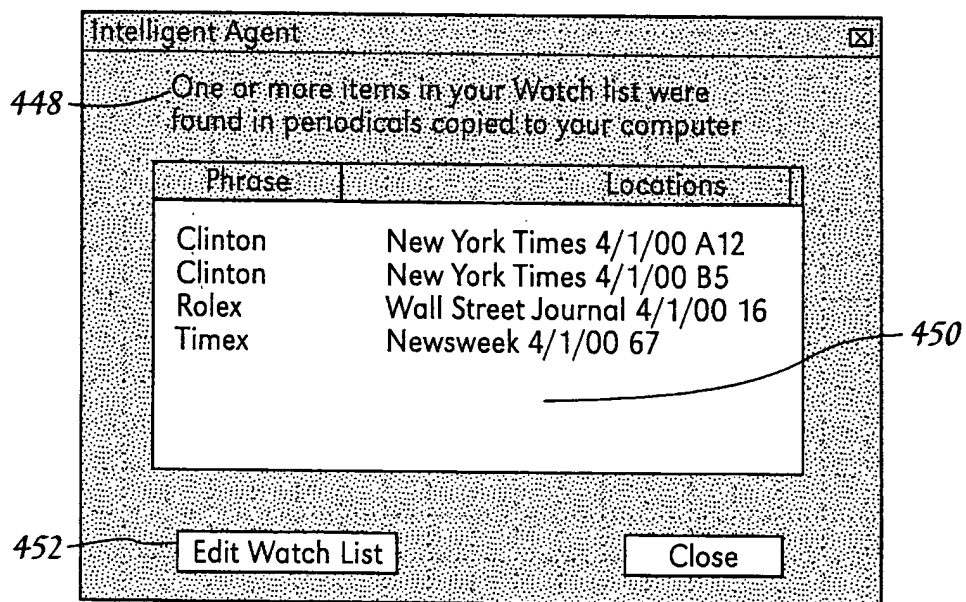 Intelligent Agent
448 One or more items in your Watch list were
found in periodicals copied to your computer
Phrase Locations
Clinton New York Times 4/1/00 A12
Clinton New York Times 4/1/00 B5
Rolex Wall Street Journal 4/1/00 16
Timex Newsweek 4/1/00 67
450
452 Edit Watch List Close